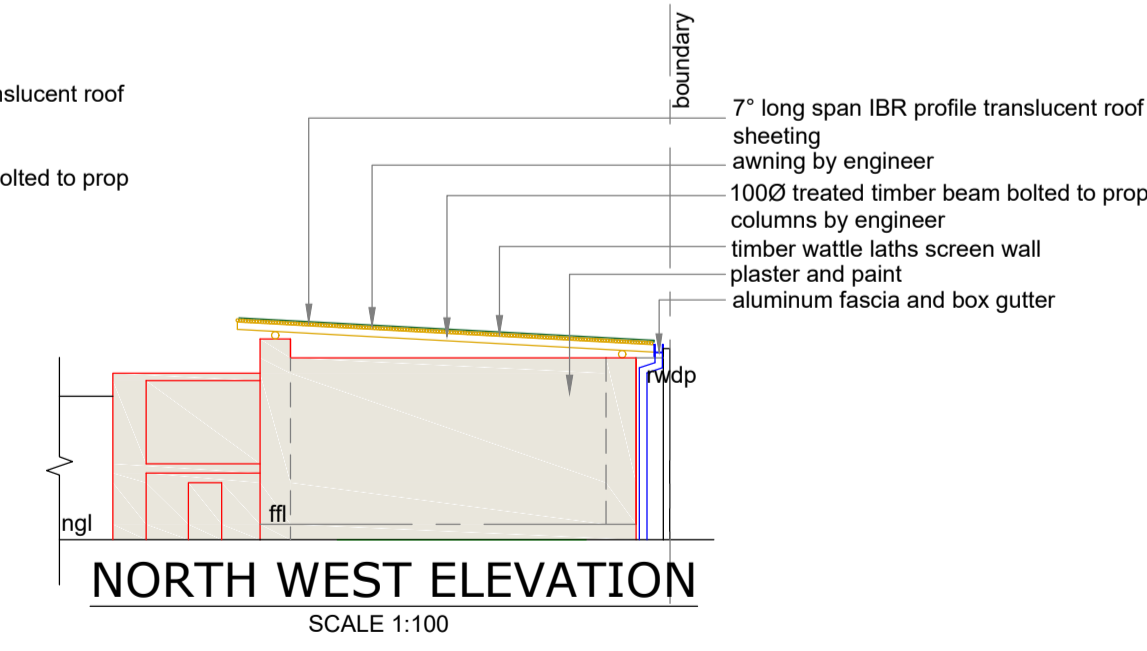 nslucent roof
olted to prop
boundary
7° long span IBR profile translucent roof
sheeting
awning by engineer
100Ø treated timber beam bolted to prop
columns by engineer
timber wattle laths screen wall
plaster and paint
aluminum fascia and box gutter
rwdp
ffl
ngl
NORTH WEST ELEVATION
SCALE 1:100